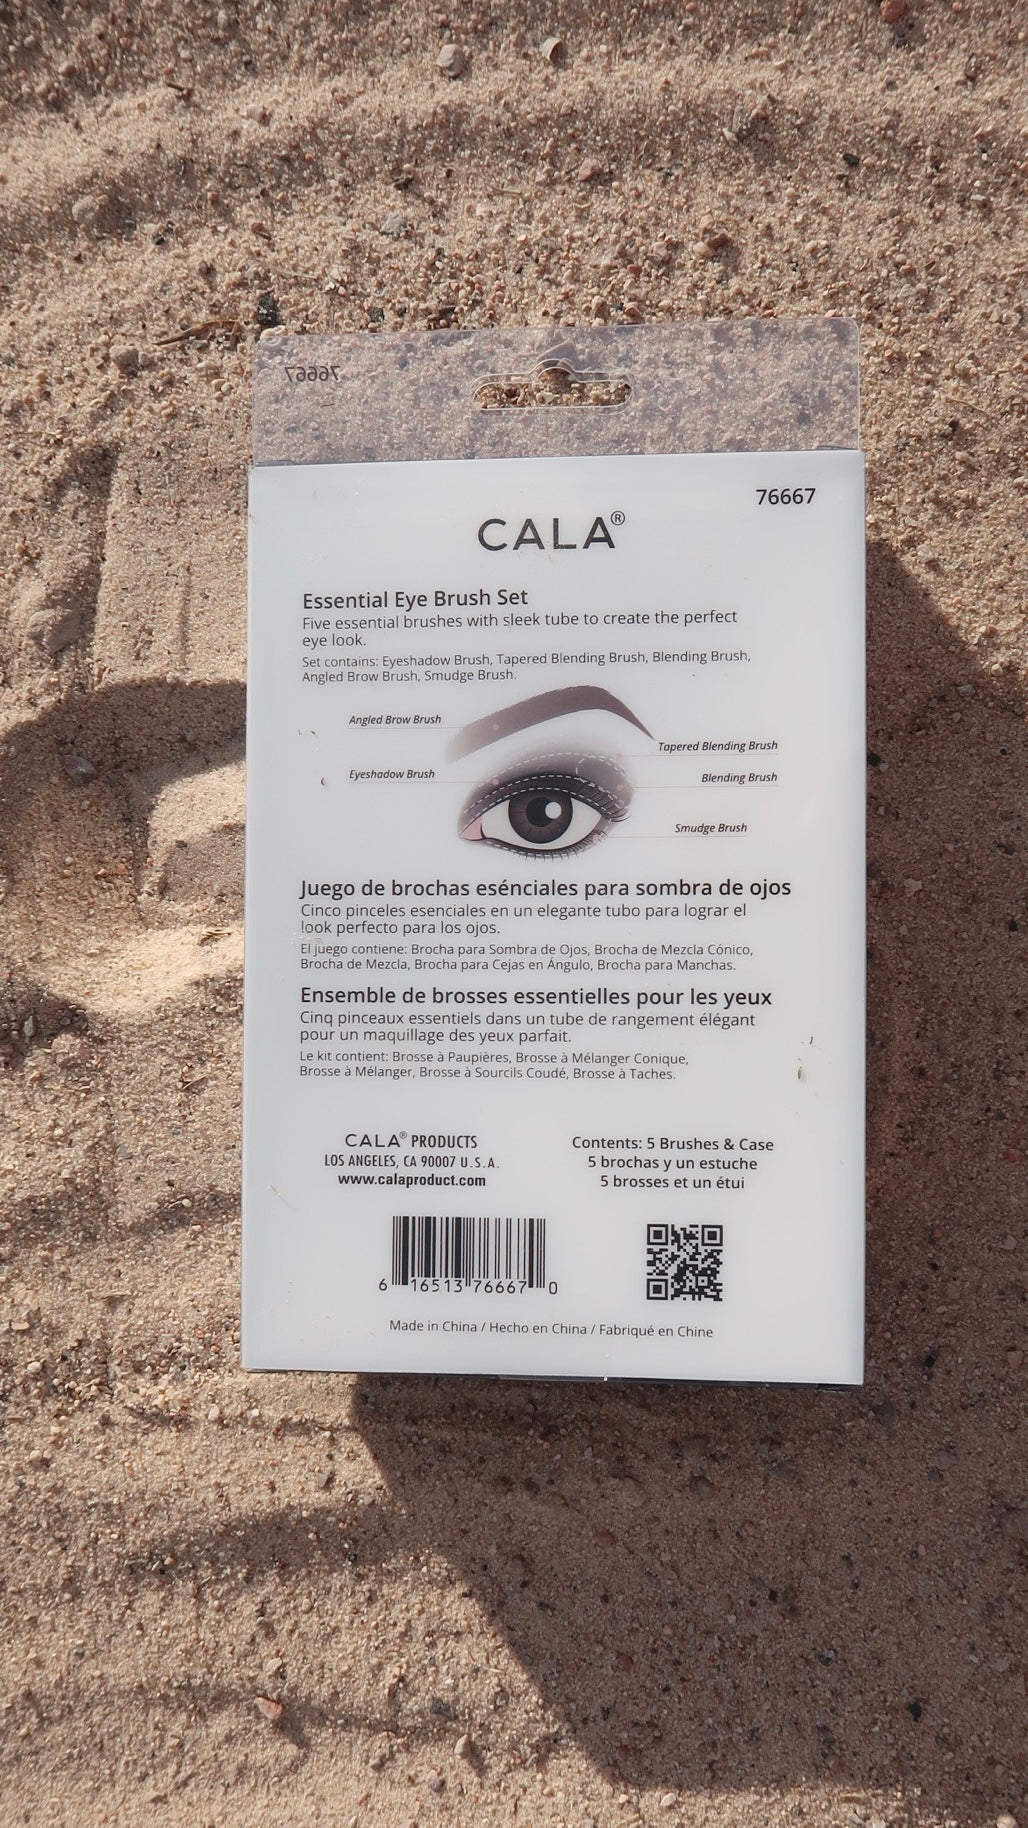 76667
76667
CALA®
Essential Eye Brush Set
Five essential brushes with sleek tube to create the perfect
eye look.
Set contains: Eyeshadow Brush, Tapered Blending Brush, Blending Brush,
Angled Brow Brush, Smudge Brush.
Angled Brow Brush
Tapered Blending Brush
Eyeshadow Brush
Blending Brush
Smudge Brush
Juego de brochas esénciales para sombra de ojos
Cinco pinceles esenciales en un elegante tubo para lograr el
look perfecto para los ojos.
El juego contiene: Brocha para Sombra de Ojos, Brocha de Mezcla Cónico,
Brocha de Mezcla, Brocha para Cejas en Ángulo, Brocha para Manchas.
Ensemble de brosses essentielles pour les yeux
Cinq pinceaux essentiels dans un tube de rangement élégant
pour un maquillage des yeux parfait.
Le kit contient: Brosse à Paupières, Brosse à Mélanger Conique,
Brosse à Mélanger, Brosse à Sourcils Coudé, Brosse à Taches.
CALA® PRODUCTS
LOS ANGELES, CA 90007 U.S.A.
www.calaproduct.com
Contents: 5 Brushes & Case
5 brochas y un estuche
5 brosses et un étui
6 16513 76667 0
Made in China / Hecho en China / Fabriqué en Chine